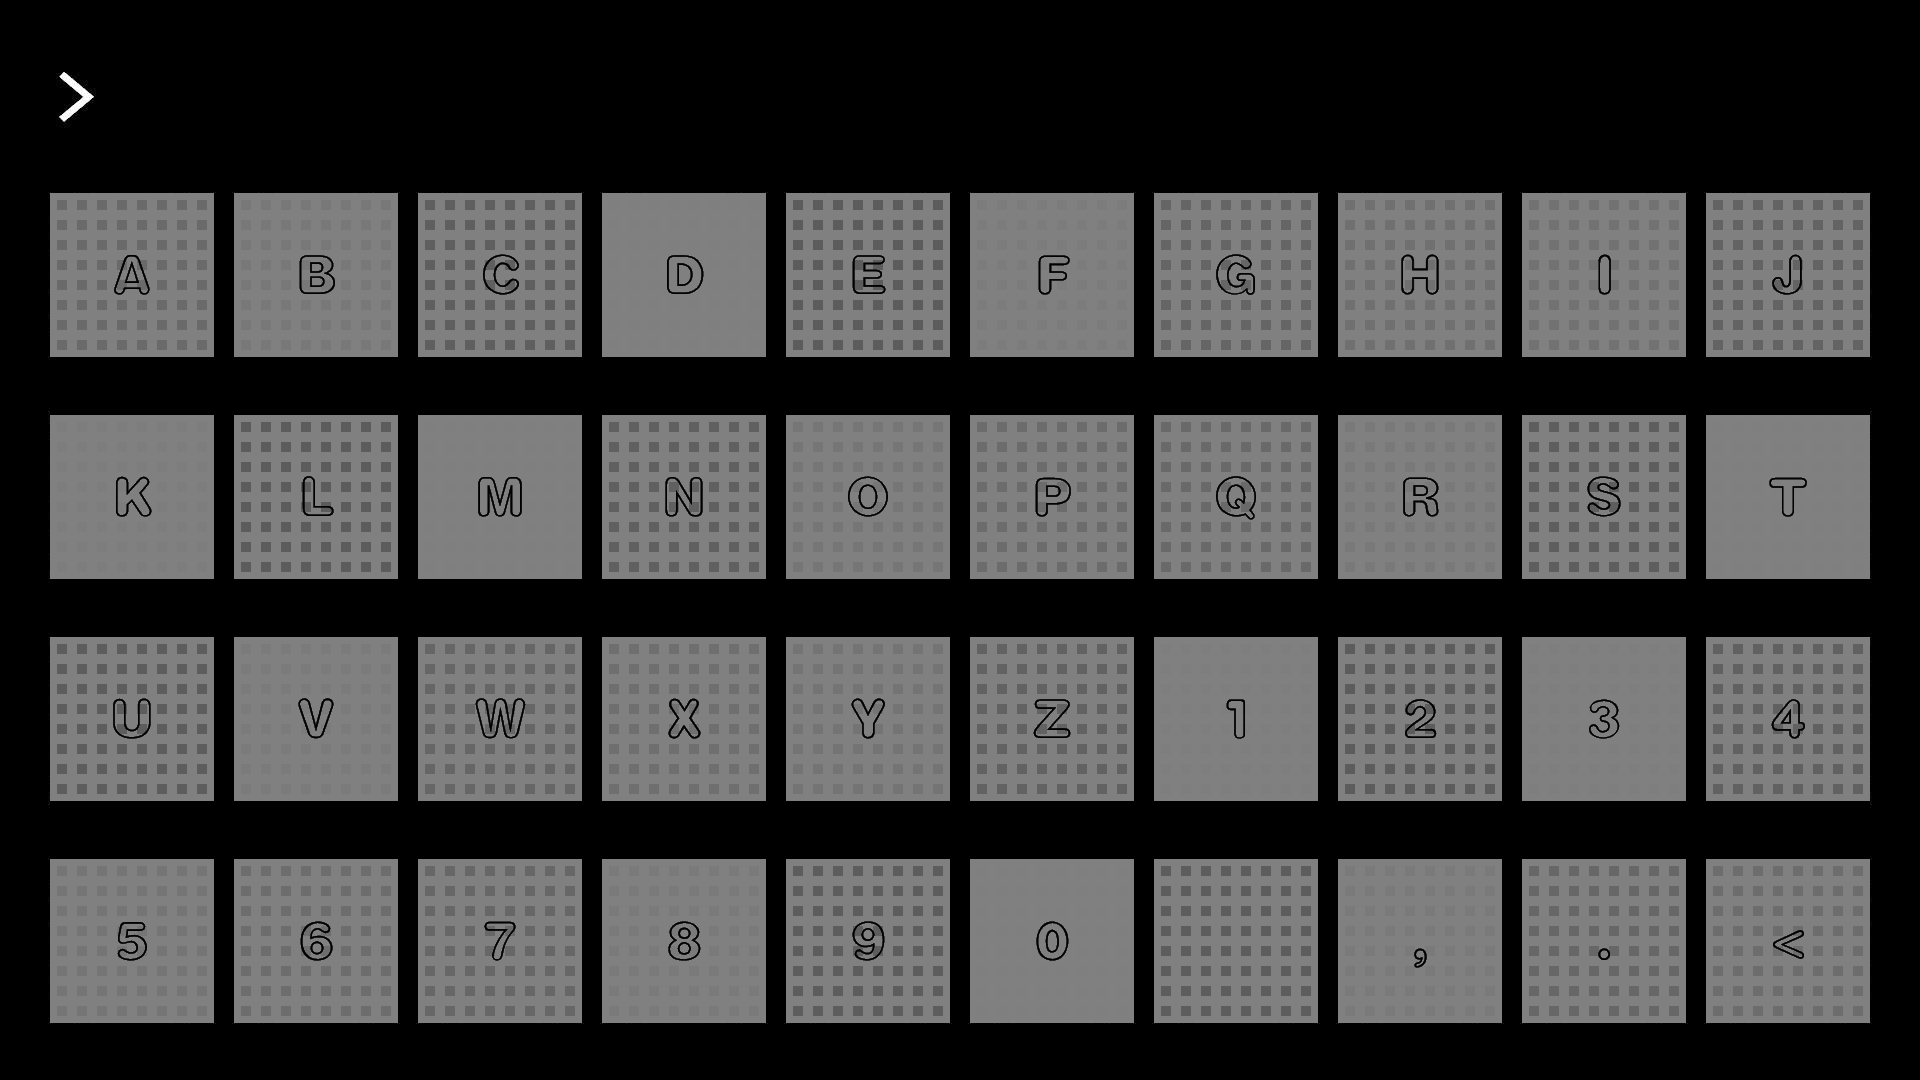 >
A B C D E F G H I J
K L M N O P Q R S T
U V W X Y Z 1 2 3 4
5 6 7 8 9 0 , . <